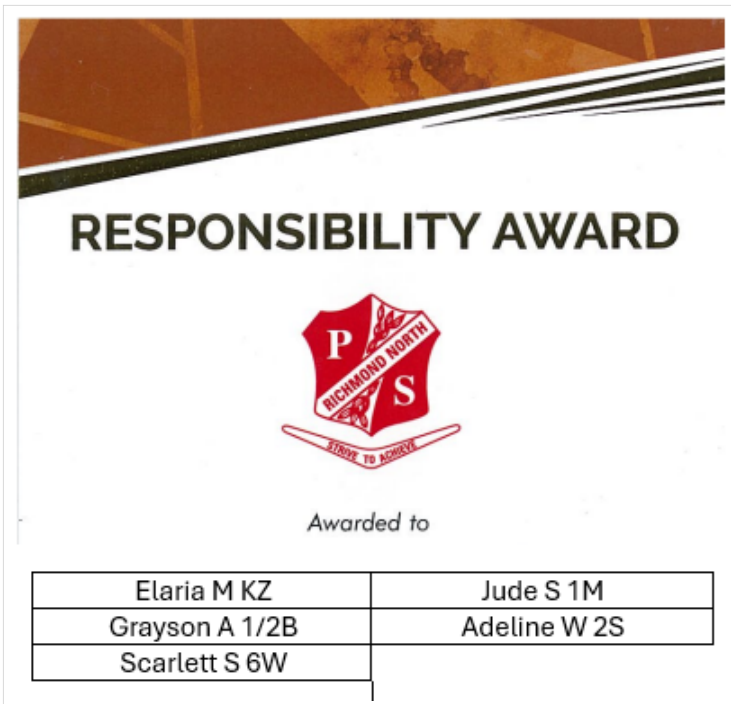 RESPONSIBILITY AWARD
P
RICHMOND NORTH
S
STRIVE TO ACHIEVE
Awarded to
Elaria M KZ Jude S 1M
Grayson A 1/2B Adeline W 2S
Scarlett S 6W